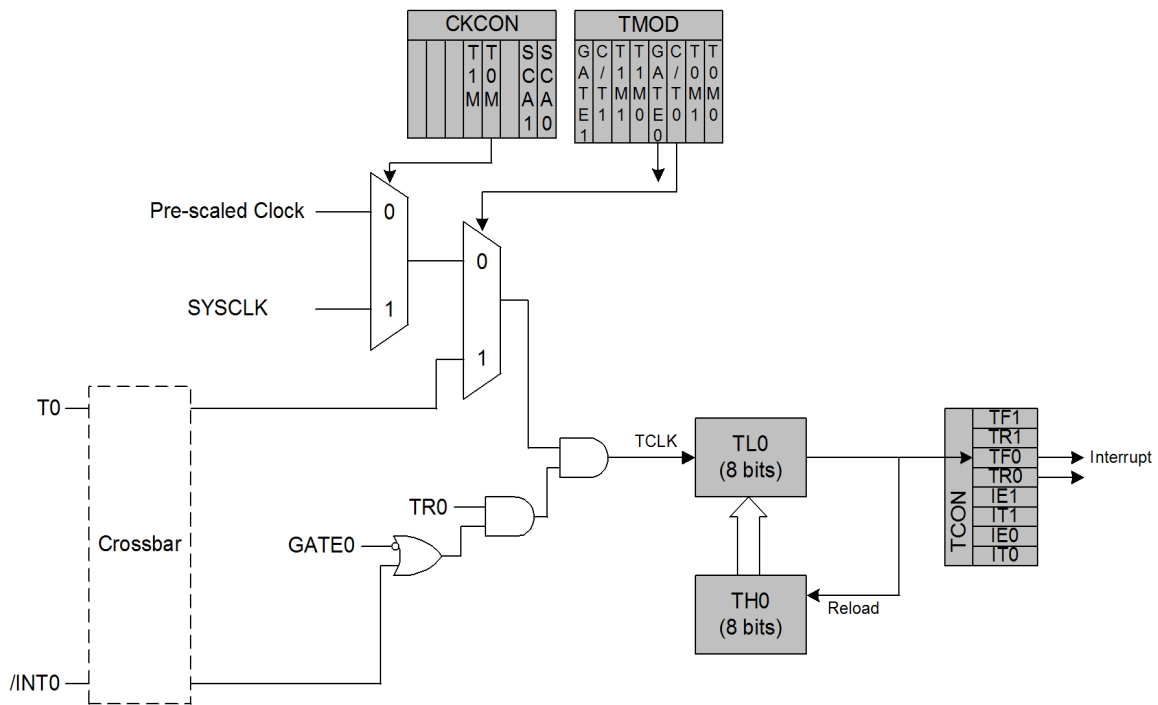 CKCON
T1M
T0M
SCA1
SCA0
TMOD
GATE1
C/T1
T1M1
T1M0
GATE0
C/T0
T0M1
T0M0
Pre-scaled Clock
0
SYSCLK
1
0
1
T0
Crossbar
/INT0
TR0
GATE0
TCLK
TL0
(8 bits)
TH0
(8 bits)
Reload
TCON
TF1
TR1
TF0
TR0
IE1
IT1
IE0
IT0
Interrupt